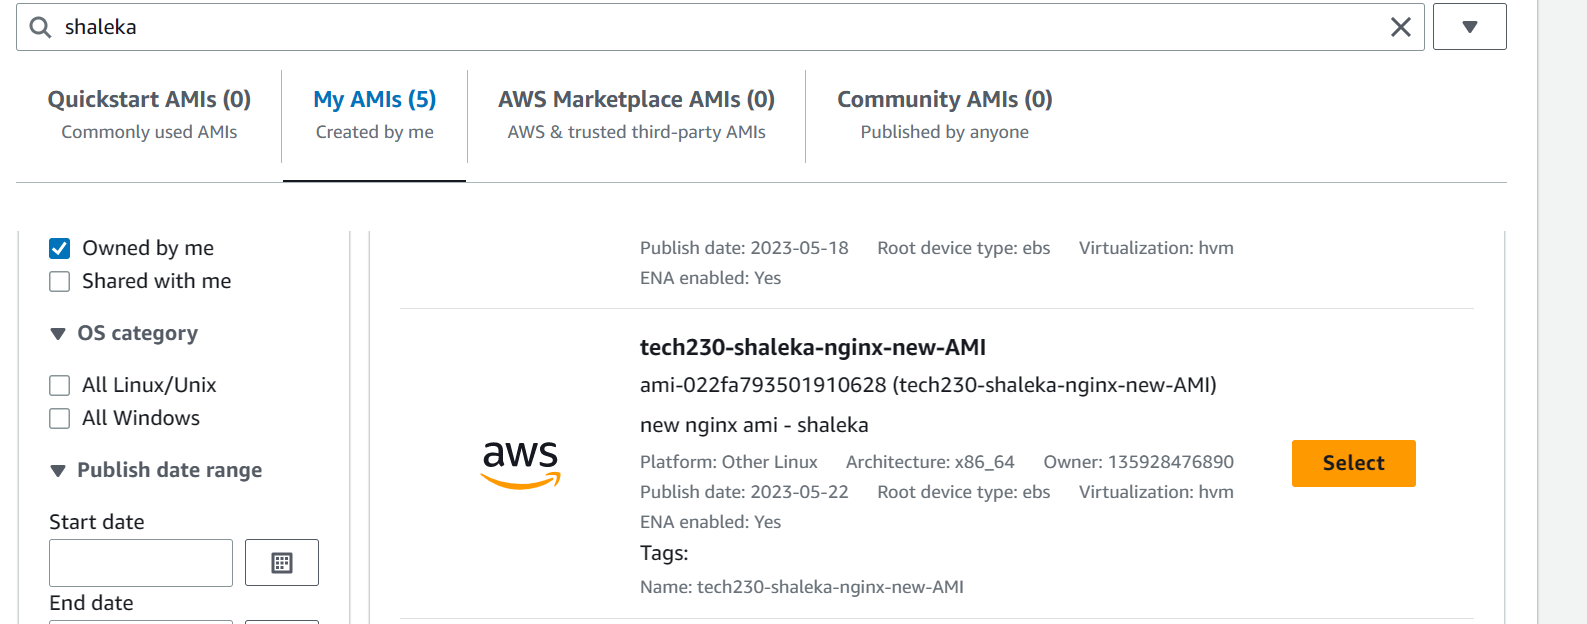 shaleka
Quickstart AMIs (0)
Commonly used AMIs
My AMIs (5)
Created by me
AWS Marketplace AMIs (0)
AWS & trusted third-party AMIs
Community AMIs (0)
Published by anyone
Owned by me
Shared with me
OS category
All Linux/Unix
All Windows
Publish date range
Start date
End date
Publish date: 2023-05-18 Root device type: ebs Virtualization: hvm
ENA enabled: Yes
tech230-shaleka-nginx-new-AMI
ami-022fa793501910628 (tech230-shaleka-nginx-new-AMI)
new nginx ami - shaleka
aws
Platform: Other Linux Architecture: x86_64 Owner: 135928476890
Publish date: 2023-05-22 Root device type: ebs Virtualization: hvm
ENA enabled: Yes
Tags:
Name: tech230-shaleka-nginx-new-AMI
Select